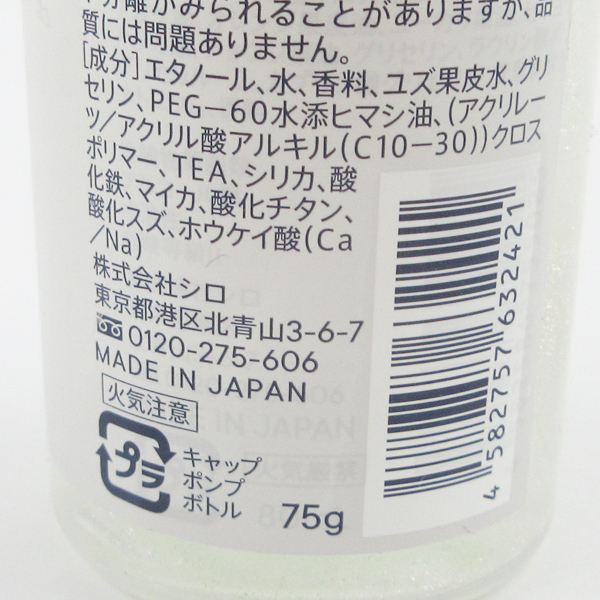 分離がみられることがありますが、品
質には問題ありません。
[成分]エタノール、水、香料、ユズ果皮水、グリ
セリン、PEG－60水添ヒマシ油、(アクリレー
ツ/アクリル酸アルキル(C10－30))クロス
ポリマー、TEA、シリカ、酸
化鉄、マイカ、酸化チタン、
酸化スズ、ホウケイ酸(Ca
/Na)
株式会社シロ
東京都港区北青山3-6-7
0120-275-606
MADE IN JAPAN
火気注意
プラ
キャップ
ポンプ
ボトル
75g
4 582757 632421